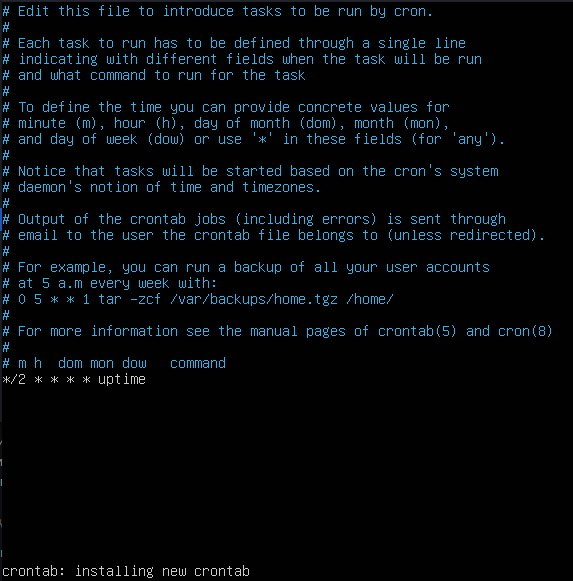 # Edit this file to introduce tasks to be run by cron.
#
# Each task to run has to be defined through a single line
# indicating with different fields when the task will be run
# and what command to run for the task
#
# To define the time you can provide concrete values for
# minute (m), hour (h), day of month (dom), month (mon),
# and day of week (dow) or use '*' in these fields (for 'any').
#
# Notice that tasks will be started based on the cron's system
# daemon's notion of time and timezones.
#
# Output of the crontab jobs (including errors) is sent through
# email to the user the crontab file belongs to (unless redirected).
#
# For example, you can run a backup of all your user accounts
# at 5 a.m every week with:
# 0 5 * * 1 tar -zcf /var/backups/home.tgz /home/
#
# For more information see the manual pages of crontab(5) and cron(8)
#
# m h  dom mon dow   command
*/2 * * * * uptime
crontab: installing new crontab